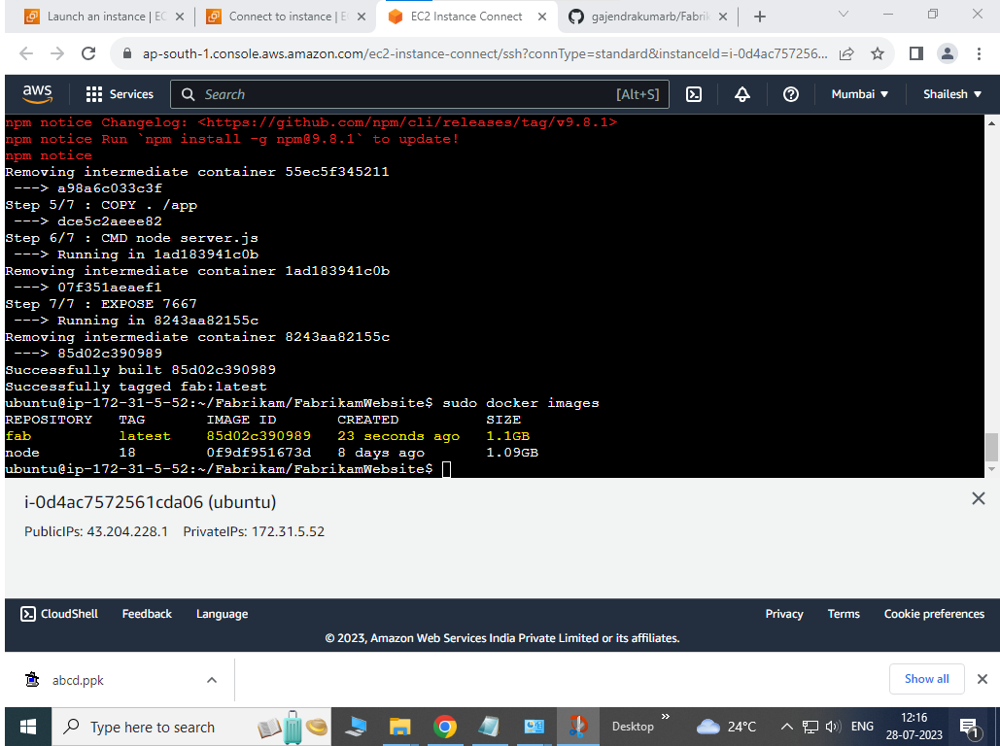 Launch an instance | EC
Connect to instance | E
EC2 Instance Connect
gajendrakumarb/Fabrik
ap-south-1.console.aws.amazon.com/ec2-instance-connect/ssh?connType=standard&instanceId=i-0d4ac757256...
aws
Services
Search
[Alt+S]
Mumbai
Shailesh
npm notice Changelog: <https://github.com/npm/cli/releases/tag/v9.8.1>
npm notice Run `npm install -g npm@9.8.1` to update!
npm notice
Removing intermediate container 55ec5f345211
 ---> a98a6c033c3f
Step 5/7 : COPY . /app
 ---> dce5c2aeee82
Step 6/7 : CMD node server.js
 ---> Running in 1ad183941c0b
Removing intermediate container 1ad183941c0b
 ---> 07f351aeaef1
Step 7/7 : EXPOSE 7667
 ---> Running in 8243aa82155c
Removing intermediate container 8243aa82155c
 ---> 85d02c390989
Successfully built 85d02c390989
Successfully tagged fab:latest
ubuntu@ip-172-31-5-52:~/Fabrikam/FabrikamWebsite$ sudo docker images
REPOSITORY   TAG       IMAGE ID       CREATED          SIZE
fab          latest    85d02c390989   23 seconds ago   1.1GB
node         18        0f9df951673d   8 days ago       1.09GB
ubuntu@ip-172-31-5-52:~/Fabrikam/FabrikamWebsite$
i-0d4ac7572561cda06 (ubuntu)
PublicIPs: 43.204.228.1 PrivateIPs: 172.31.5.52
CloudShell
Feedback
Language
Privacy
Terms
Cookie preferences
© 2023, Amazon Web Services India Private Limited or its affiliates.
abcd.ppk
Show all
Type here to search
Desktop
24°C
ENG
12:16
28-07-2023
1